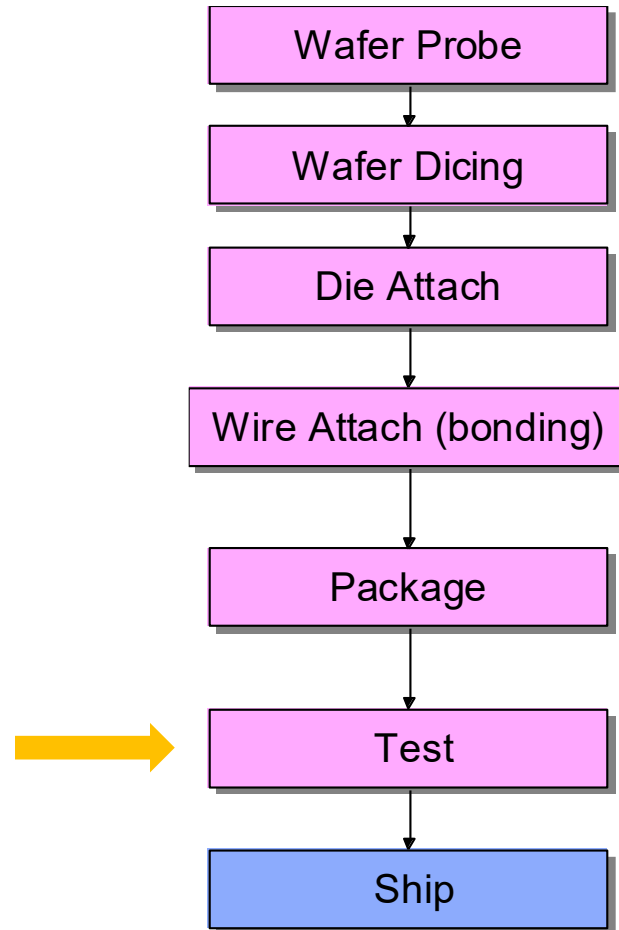 Wafer Probe
Wafer Dicing
Die Attach
Wire Attach (bonding)
Package
Test
Ship